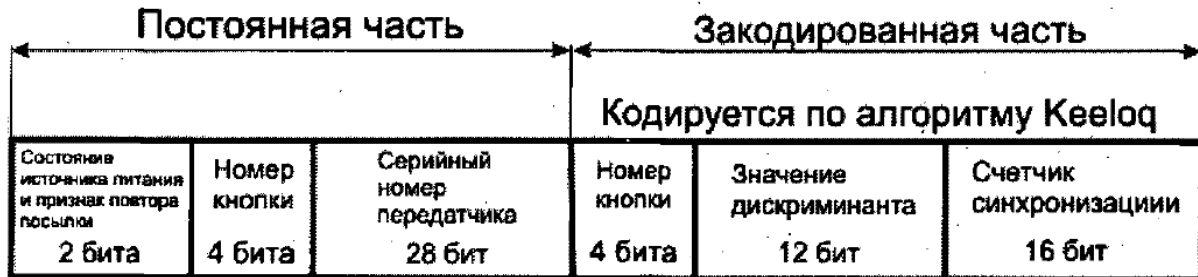 Постоянная часть
Закодированная часть
Кодируется по алгоритму Keeloq
Состояние
источника питания
и признак повтора
посылки
2 бита
Номер
кнопки
4 бита
Серийный
номер
передатчика
28 бит
Номер
кнопки
4 бита
Значение
дискриминанта
12 бит
Счетчик
синхронизациии
16 бит